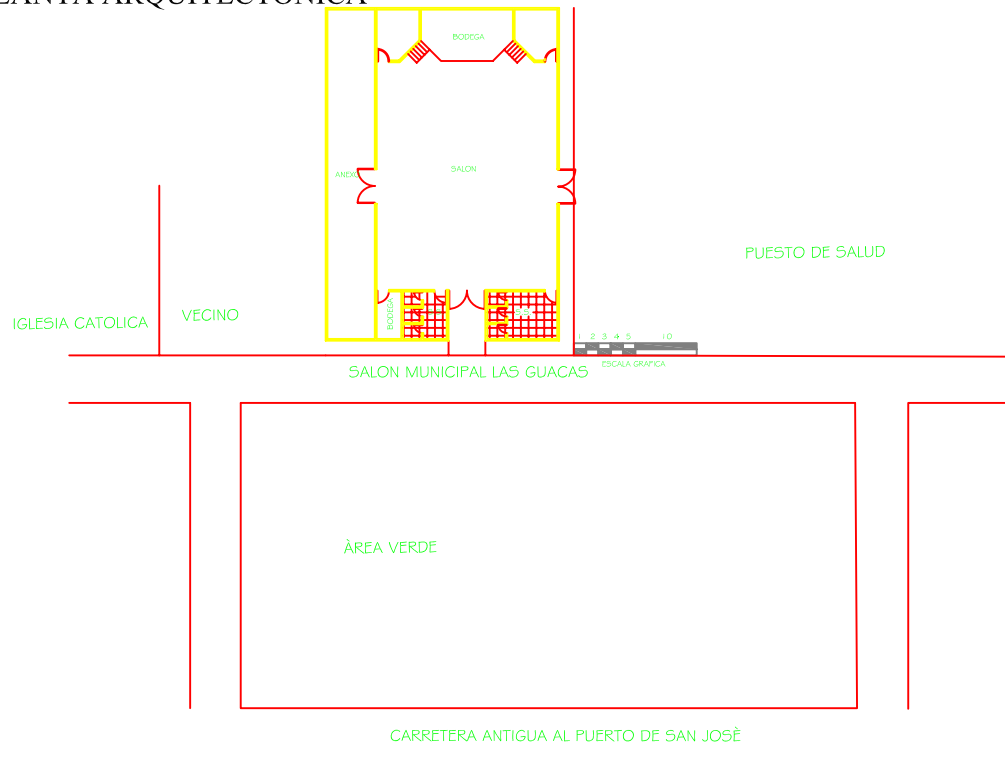 PLANTA ARQUITECTONICA
BODEGA
ANEXO
SALON
PUESTO DE SALUD
BODEGA
S.S.
VECINO
IGLESIA CATOLICA
1 2 3 4 5 10
ESCALA GRAFICA
SALON MUNICIPAL LAS GUACAS
ÀREA VERDE
CARRETERA ANTIGUA AL PUERTO DE SAN JOSÈ